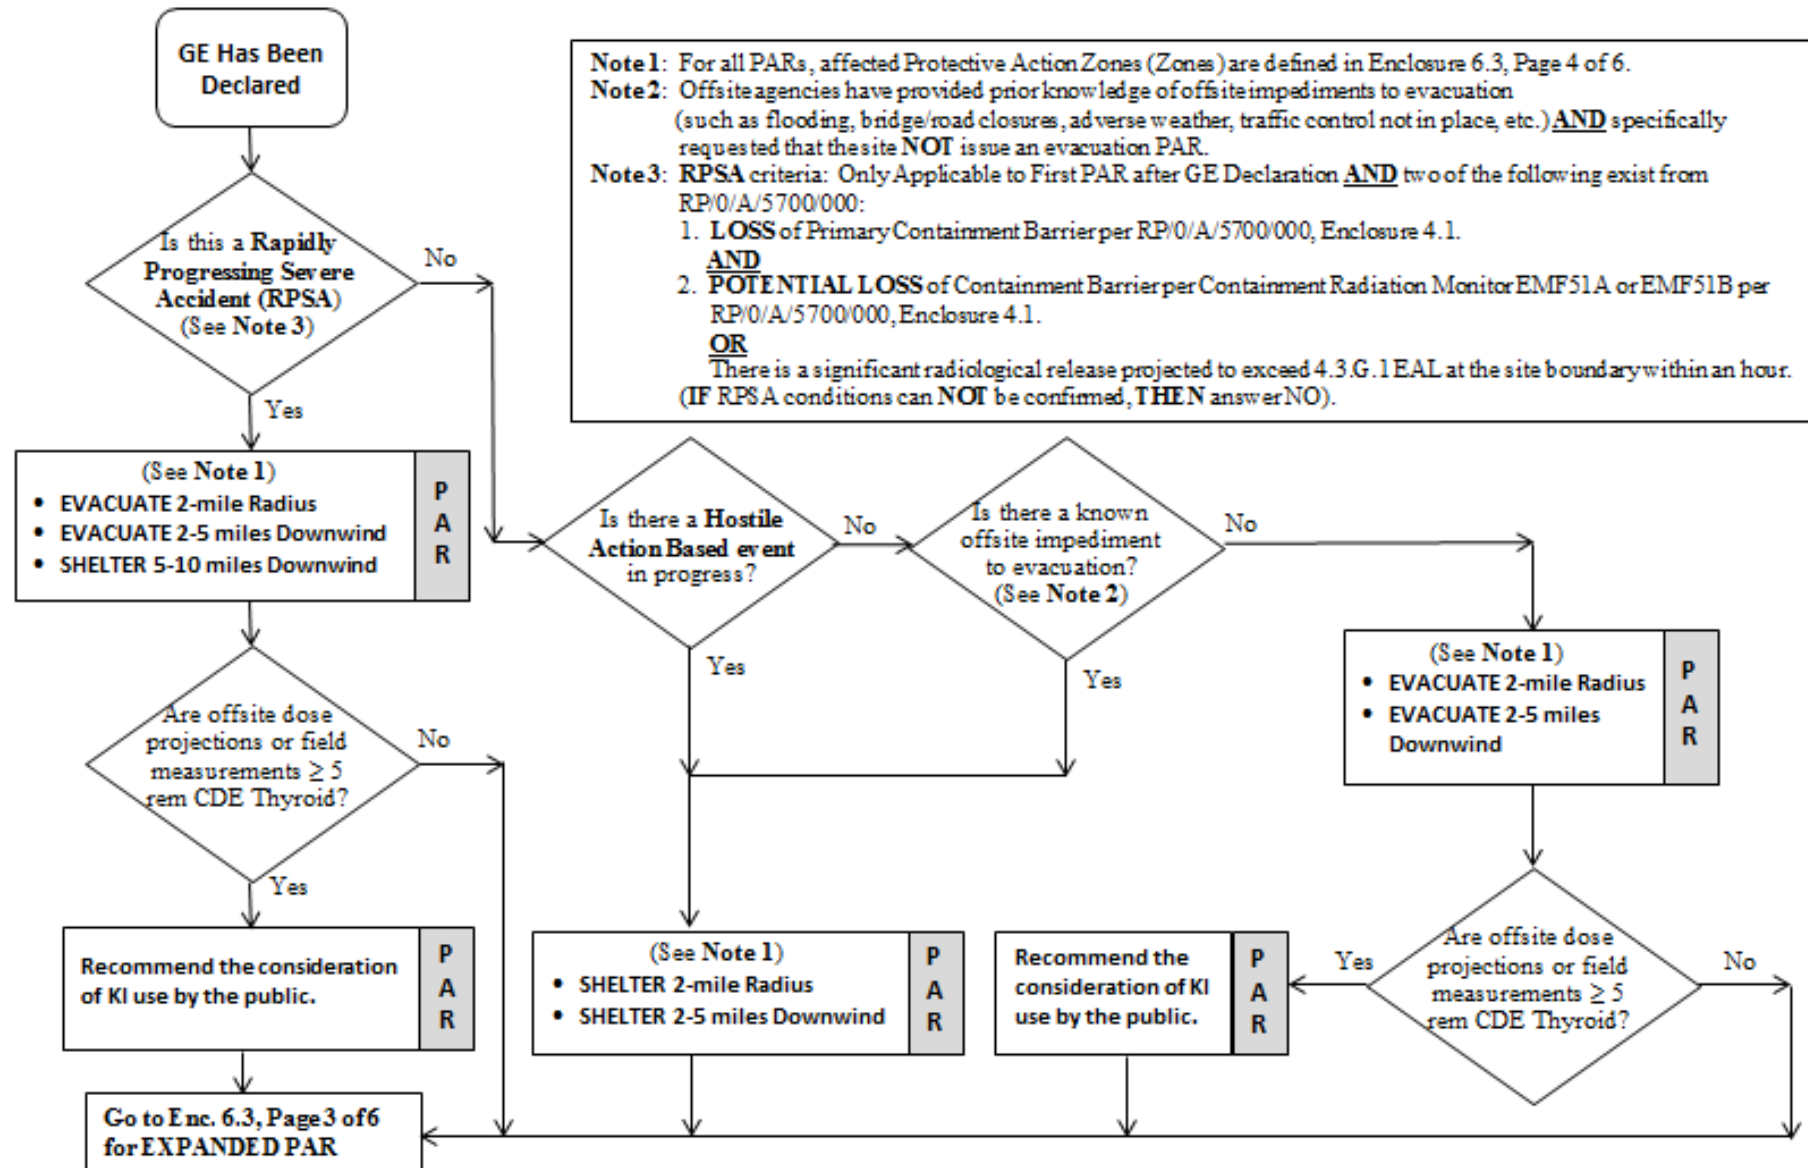 GE Has Been
Declared
Note 1: For all PARs, affected Protective Action Zones (Zones) are defined in Enclosure 6.3, Page 4 of 6.
Note 2: Offsite agencies have provided prior knowledge of offsite impediments to evacuation
(such as flooding, bridge/road closures, adverse weather, traffic control not in place, etc.) AND specifically
requested that the site NOT issue an evacuation PAR.
Note 3: RPSA criteria: Only Applicable to First PAR after GE Declaration AND two of the following exist from
RP/0/A/5700/000:
1. LOSS of Primary Containment Barrier per RP/0/A/5700/000, Enclosure 4.1.
AND
2. POTENTIAL LOSS of Containment Barrier per Containment Radiation Monitor EMF51A or EMF51B per
RP/0/A/5700/000, Enclosure 4.1.
OR
There is a significant radiological release projected to exceed 4.3.G.1 EAL at the site boundary within an hour.
(IF RPSA conditions can NOT be confirmed, THEN answer NO).
Is this a Rapidly
Progressing Severe
Accident (RPSA)
(See Note 3)
No
Yes
(See Note 1)
• EVACUATE 2-mile Radius
• EVACUATE 2-5 miles Downwind
• SHELTER 5-10 miles Downwind
P
A
R
Is there a Hostile
Action Based event
in progress?
No
Yes
Is there a known
offsite impediment
to evacuation?
(See Note 2)
No
Yes
(See Note 1)
• EVACUATE 2-mile Radius
• EVACUATE 2-5 miles
Downwind
P
A
R
Are offsite dose
projections or field
measurements ≥ 5
rem CDE Thyroid?
No
Yes
Recommend the consideration
of KI use by the public.
P
A
R
(See Note 1)
• SHELTER 2-mile Radius
• SHELTER 2-5 miles Downwind
P
A
R
Recommend the
consideration of KI
use by the public.
P
A
R
Yes
Are offsite dose
projections or field
measurements ≥ 5
rem CDE Thyroid?
No
Go to Enc. 6.3, Page 3 of 6
for EXPANDED PAR